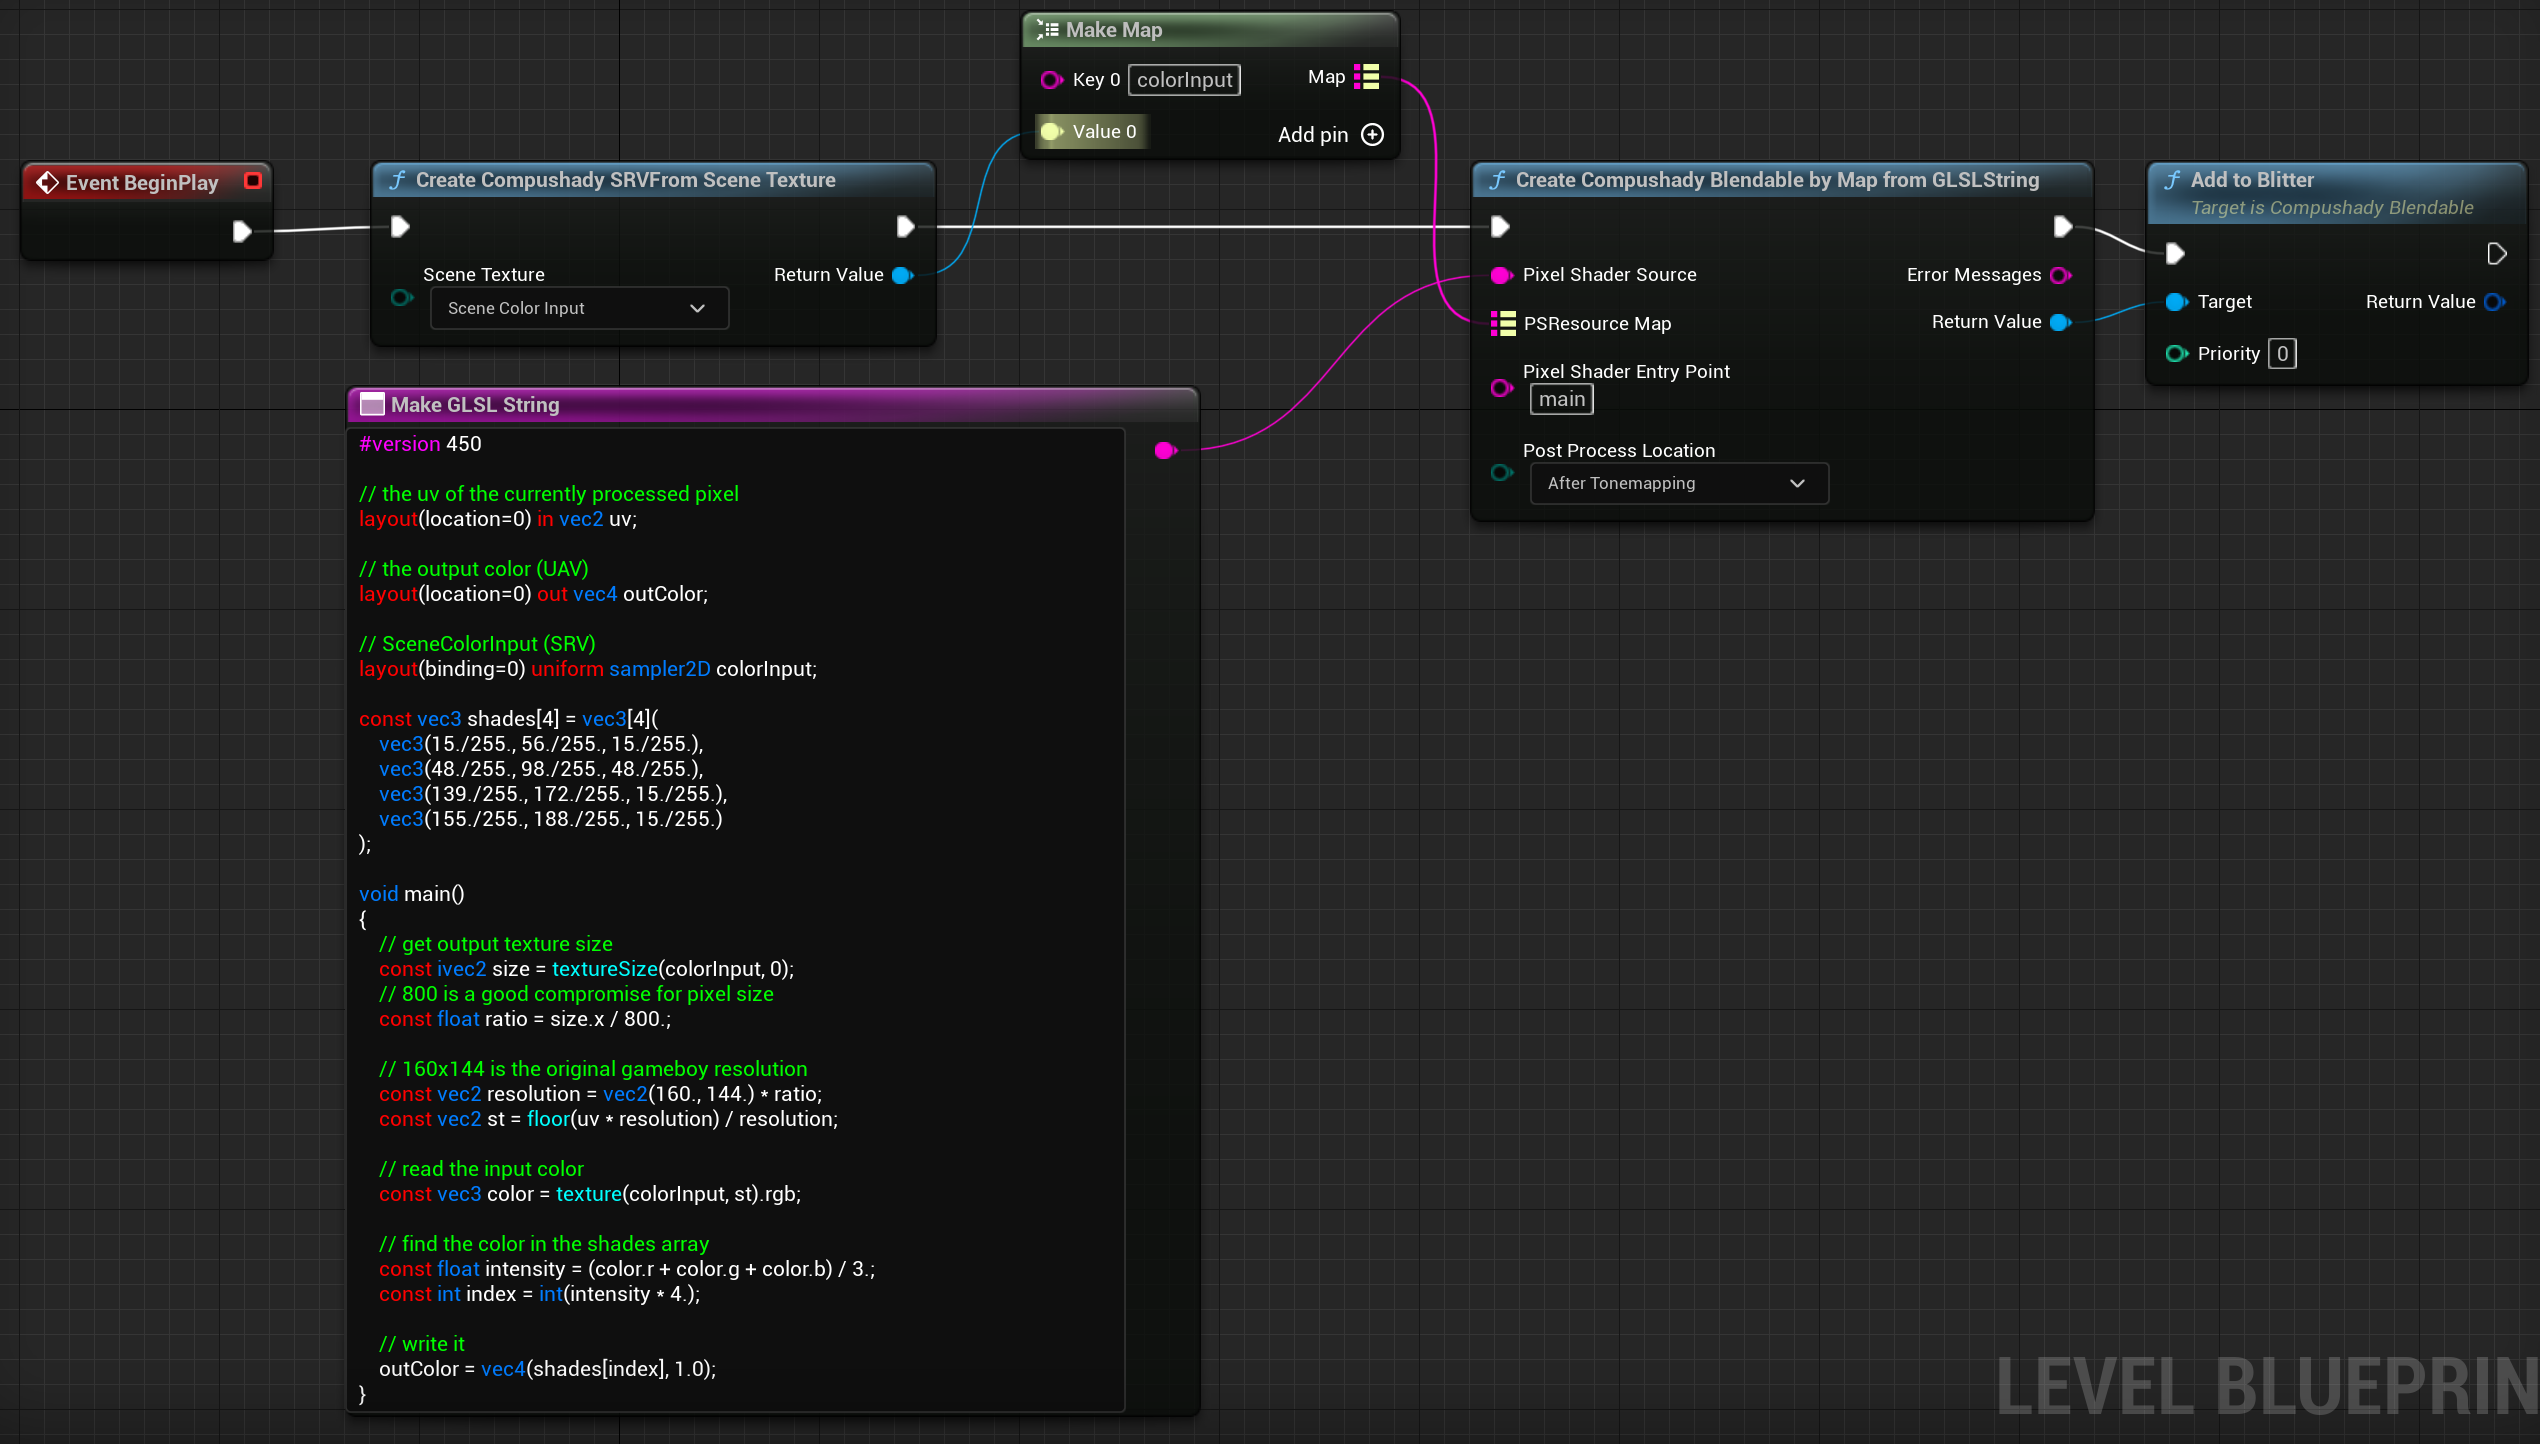 Make Map
Key 0 colorInput Map
Value 0 Add pin
Event BeginPlay
f Create Compushady SRVFrom Scene Texture
Scene Texture Return Value
Scene Color Input
f Create Compushady Blendable by Map from GLSLString
Pixel Shader Source Error Messages
PSResource Map Return Value
Pixel Shader Entry Point
main
Post Process Location
After Tonemapping
f Add to Blitter
Target is Compushady Blendable
Target Return Value
Priority 0
Make GLSL String
#version 450
// the uv of the currently processed pixel
layout(location=0) in vec2 uv;
// the output color (UAV)
layout(location=0) out vec4 outColor;
// SceneColorInput (SRV)
layout(binding=0) uniform sampler2D colorInput;
const vec3 shades[4] = vec3[4](
vec3(15./255., 56./255., 15./255.),
vec3(48./255., 98./255., 48./255.),
vec3(139./255., 172./255., 15./255.),
vec3(155./255., 188./255., 15./255.)
);
void main()
{
// get output texture size
const ivec2 size = textureSize(colorInput, 0);
// 800 is a good compromise for pixel size
const float ratio = size.x / 800.;
// 160x144 is the original gameboy resolution
const vec2 resolution = vec2(160., 144.) * ratio;
const vec2 st = floor(uv * resolution) / resolution;
// read the input color
const vec3 color = texture(colorInput, st).rgb;
// find the color in the shades array
const float intensity = (color.r + color.g + color.b) / 3.;
const int index = int(intensity * 4.);
// write it
outColor = vec4(shades[index], 1.0);
}
LEVEL BLUEPRIN